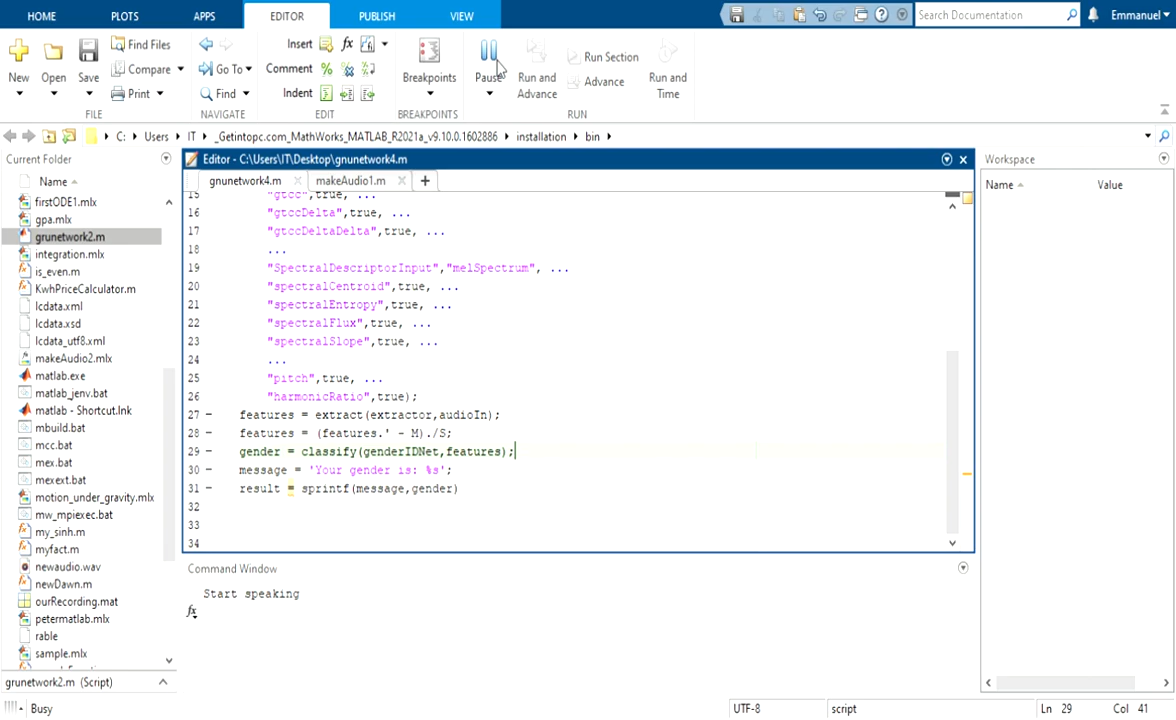 HOME PLOTS APPS EDITOR PUBLISH VIEW Search Documentation Emmanuel
New Open Save Find Files Compare Print FILE
Go To Find NAVIGATE
Insert fx Comment Indent EDIT
Breakpoints BREAKPOINTS
Pause Run and Advance Run Section Advance Run and Time RUN
C: Users IT _Getintopc.com_MathWorks_MATLAB_R2021a_v9.10.0.1602886 installation bin
Current Folder
Name
firstODE1.mlx
gpa.mlx
grunetwork2.m
integration.mlx
is_even.m
KwhPriceCalculator.m
lcdata.xml
lcdata.xsd
lcdata_utf8.xml
makeAudio2.mlx
matlab.exe
matlab_jenv.bat
matlab - Shortcut.lnk
mbuild.bat
mcc.bat
mex.bat
mexext.bat
motion_under_gravity.mlx
mw_mpiexec.bat
my_sinh.m
myfact.m
newaudio.wav
newDawn.m
ourRecording.mat
petermatlab.mlx
rable
sample.mlx
grunetwork2.m (Script)
Editor - C:\Users\IT\Desktop\gnunetwork4.m
gnunetwork4.m makeAudio1.m
15 "gtcc",true, ...
16 "gtccDelta",true, ...
17 "gtccDeltaDelta",true, ...
18 ...
19 "SpectralDescriptorInput","melSpectrum", ...
20 "spectralCentroid",true, ...
21 "spectralEntropy",true, ...
22 "spectralFlux",true, ...
23 "spectralSlope",true, ...
24 ...
25 "pitch",true, ...
26 "harmonicRatio",true);
27 – features = extract(extractor,audioIn);
28 – features = (features.' - M)./S;
29 – gender = classify(genderIDNet,features);
30 – message = 'Your gender is: %s';
31 – result = sprintf(message,gender)
32
33
34
Command Window
Start speaking
fx
Workspace
Name Value
Busy UTF-8 script Ln 29 Col 41